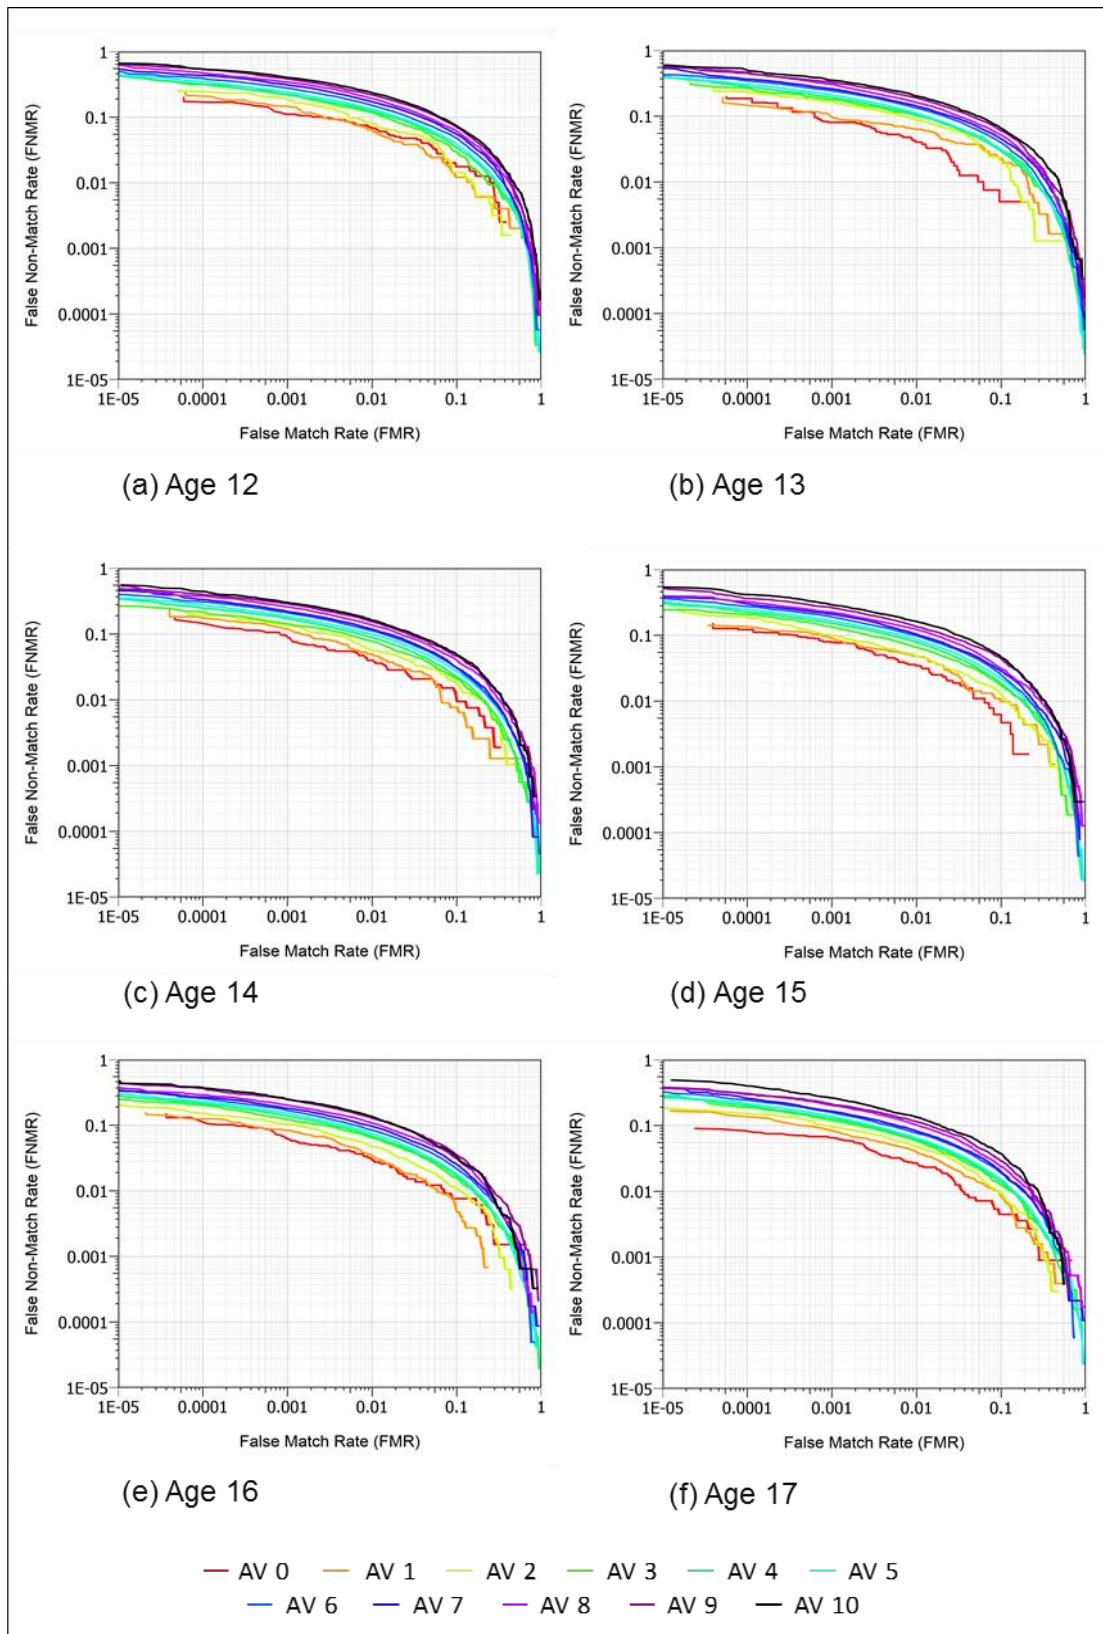 1
1
0.1
0.1
0.01
0.01
0.001
0.001
0.0001
0.0001
1E-05
1E-05
False Non-Match Rate (FNMR)
False Non-Match Rate (FNMR)
1E-05 0.0001 0.001 0.01 0.1 1
1E-05 0.0001 0.001 0.01 0.1 1
False Match Rate (FMR)
False Match Rate (FMR)
(a) Age 12
(b) Age 13
1
1
0.1
0.1
0.01
0.01
0.001
0.001
0.0001
0.0001
1E-05
1E-05
False Non-Match Rate (FNMR)
False Non-Match Rate (FNMR)
1E-05 0.0001 0.001 0.01 0.1 1
1E-05 0.0001 0.001 0.01 0.1 1
False Match Rate (FMR)
False Match Rate (FMR)
(c) Age 14
(d) Age 15
1
1
0.1
0.1
0.01
0.01
0.001
0.001
0.0001
0.0001
1E-05
1E-05
False Non-Match Rate (FNMR)
False Non-Match Rate (FNMR)
1E-05 0.0001 0.001 0.01 0.1 1
1E-05 0.0001 0.001 0.01 0.1 1
False Match Rate (FMR)
False Match Rate (FMR)
(e) Age 16
(f) Age 17
AV 0 AV 1 AV 2 AV 3 AV 4 AV 5
AV 6 AV 7 AV 8 AV 9 AV 10